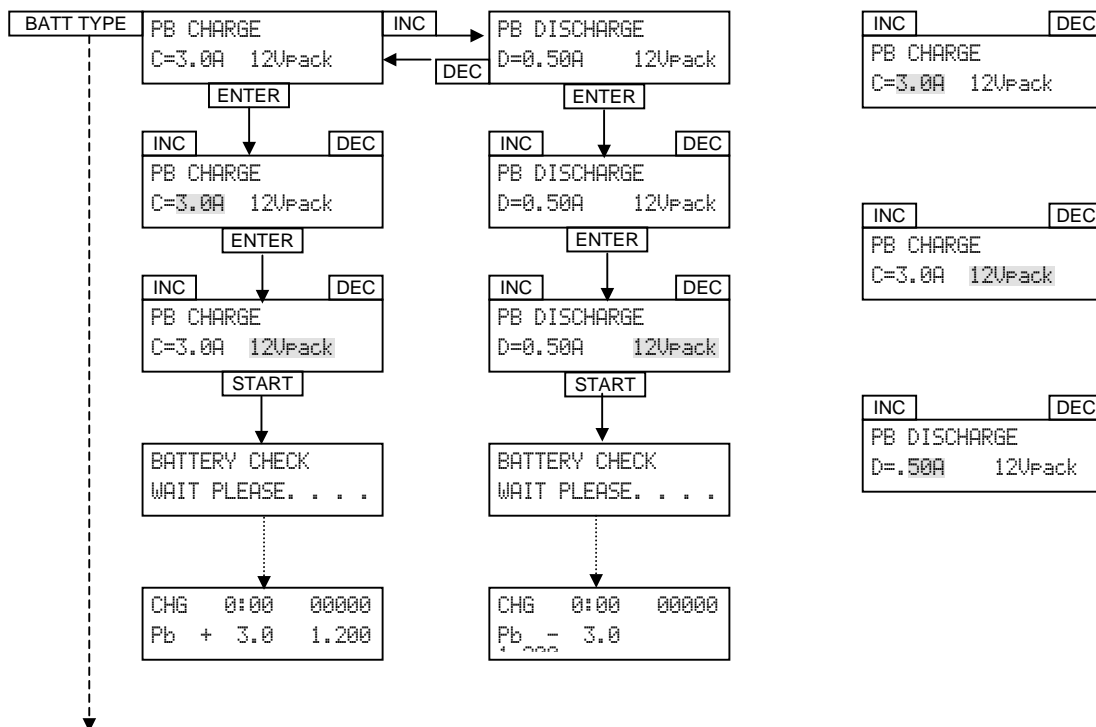 BATT TYPE
PB CHARGE
C=3.0A 12Vpack
INC
DEC
ENTER
INC DEC
PB CHARGE
C=3.0A 12Vpack
ENTER
INC DEC
PB CHARGE
C=3.0A 12Vpack
START
BATTERY CHECK
WAIT PLEASE. . . .
CHG 0:00 00000
Pb + 3.0 1.200
PB DISCHARGE
D=0.50A 12Vpack
ENTER
INC DEC
PB DISCHARGE
D=0.50A 12Vpack
ENTER
INC DEC
PB DISCHARGE
D=0.50A 12Vpack
START
BATTERY CHECK
WAIT PLEASE. . . .
CHG 0:00 00000
Pb - 3.0
INC DEC
PB CHARGE
C=3.0A 12Vpack
INC DEC
PB CHARGE
C=3.0A 12Vpack
INC DEC
PB DISCHARGE
D=.50A 12Vpack